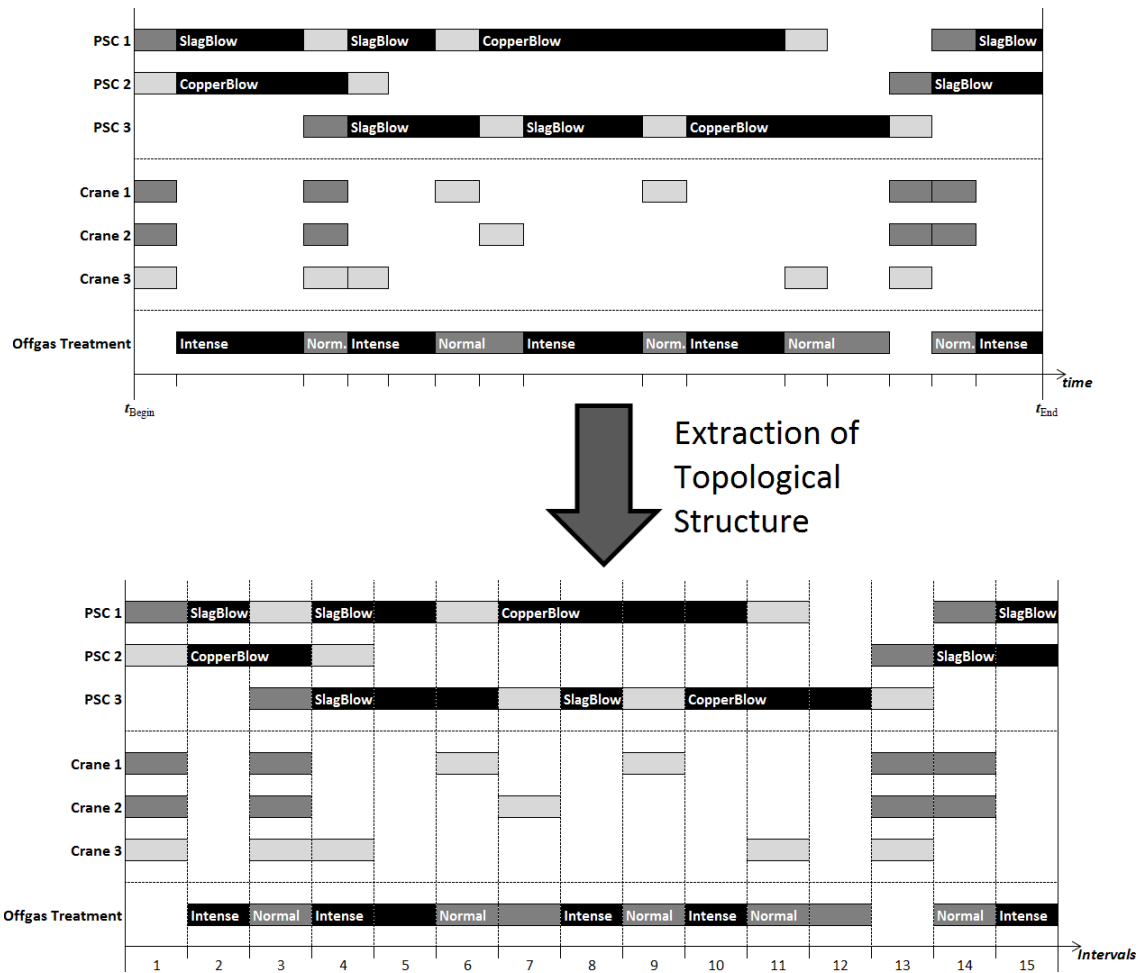 PSC 1 SlagBlow SlagBlow CopperBlow SlagBlow
PSC 2 CopperBlow SlagBlow
PSC 3 SlagBlow SlagBlow CopperBlow
Crane 1
Crane 2
Crane 3
Offgas Treatment Intense Norm. Intense Normal Intense Norm. Intense Normal Norm. Intense
time
tBegin tEnd
Extraction of
Topological
Structure
PSC 1 SlagBlow SlagBlow CopperBlow SlagBlow
PSC 2 CopperBlow SlagBlow
PSC 3 SlagBlow SlagBlow CopperBlow
Crane 1
Crane 2
Crane 3
Offgas Treatment Intense Normal Intense Normal Intense Normal Intense Normal Normal Intense
Intervals
1 2 3 4 5 6 7 8 9 10 11 12 13 14 15